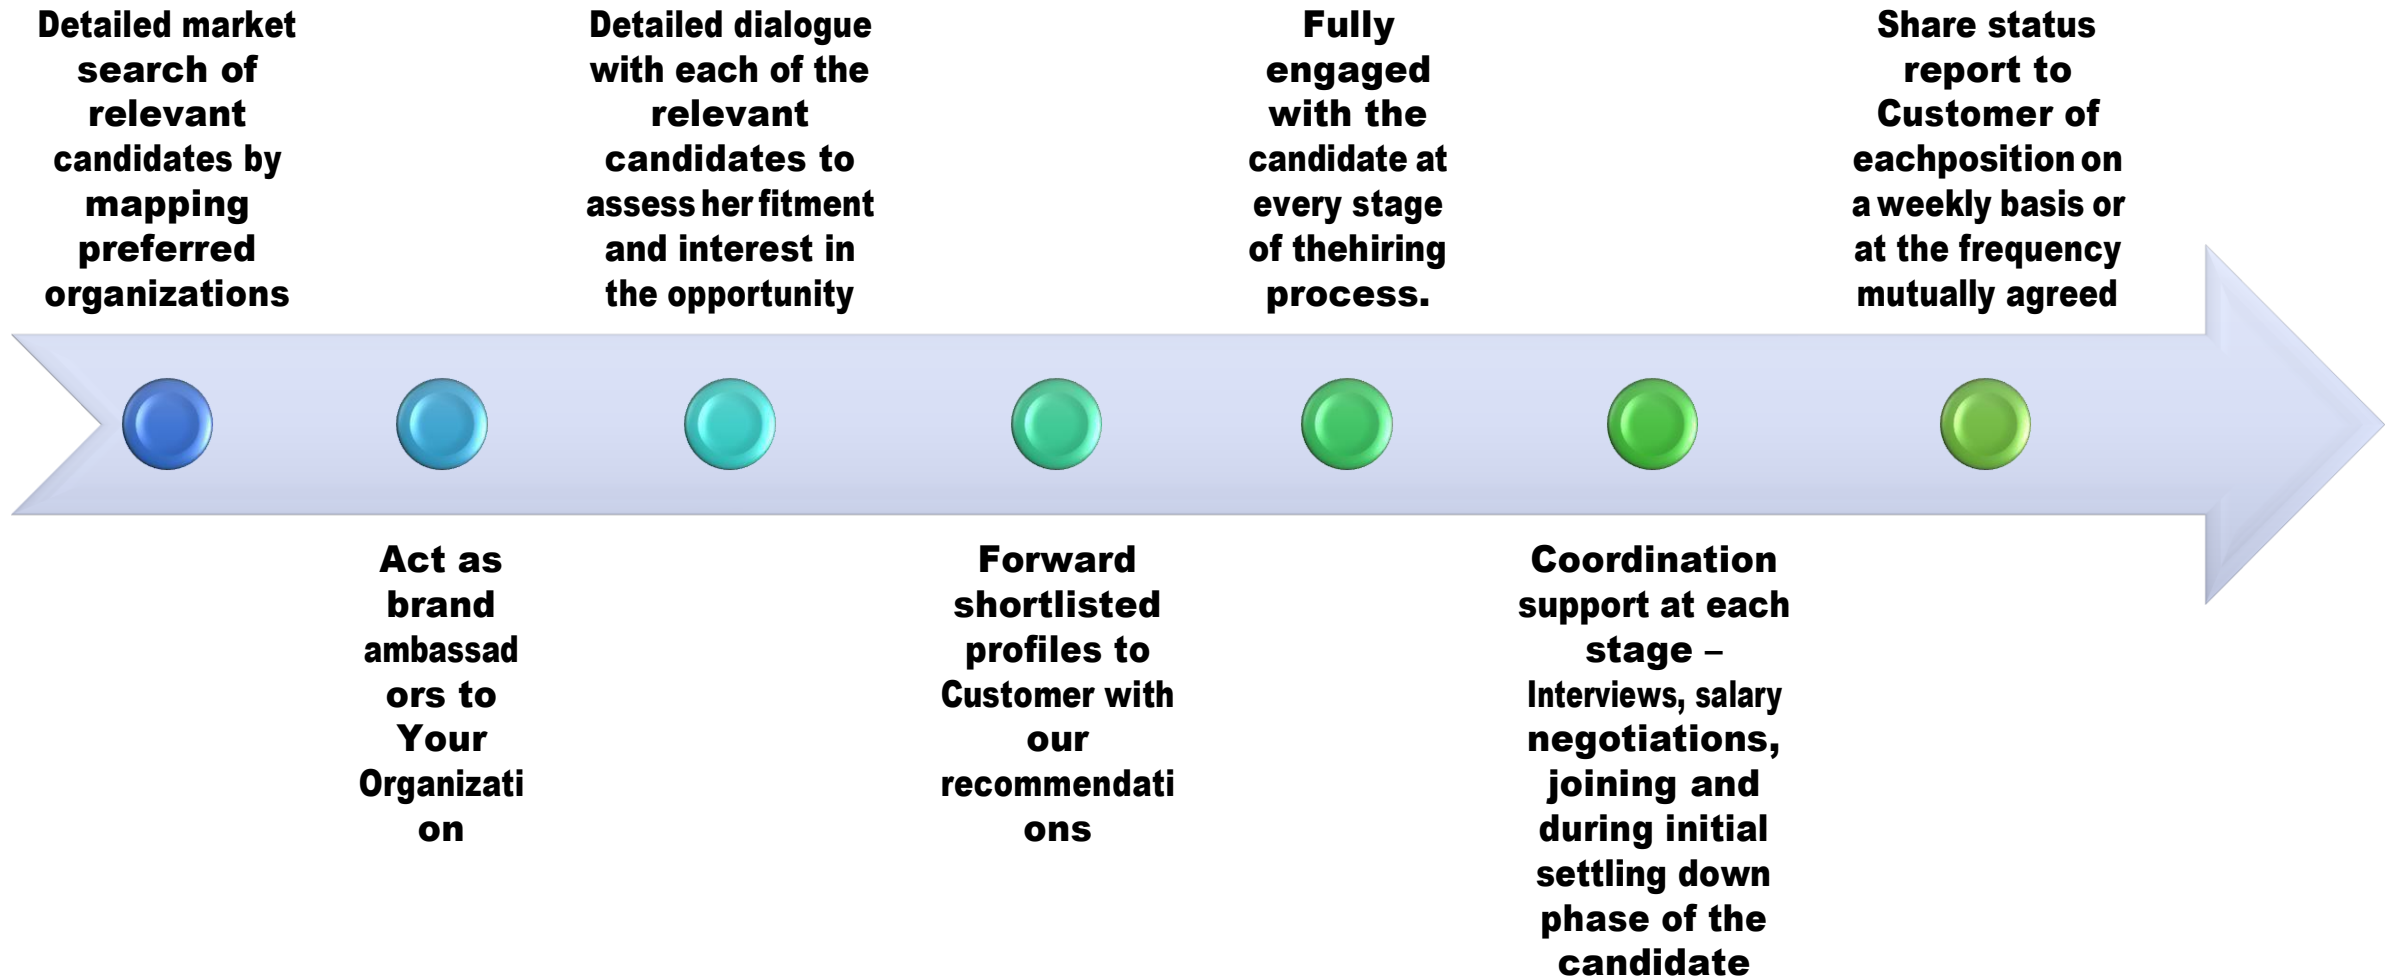 Detailed market
search of
relevant
candidates by
mapping
preferred
organizations
Act as
brand
ambassad
ors to
Your
Organizati
on
Detailed dialogue
with each of the
relevant
candidates to
assess her fitment
and interest in
the opportunity
Forward
shortlisted
profiles to
Customer with
our
recommendati
ons
Fully
engaged
with the
candidate at
every stage
of thehiring
process.
Coordination
support at each
stage –
Interviews, salary
negotiations,
joining and
during initial
settling down
phase of the
candidate
Share status
report to
Customer of
eachposition on
a weekly basis or
at the frequency
mutually agreed